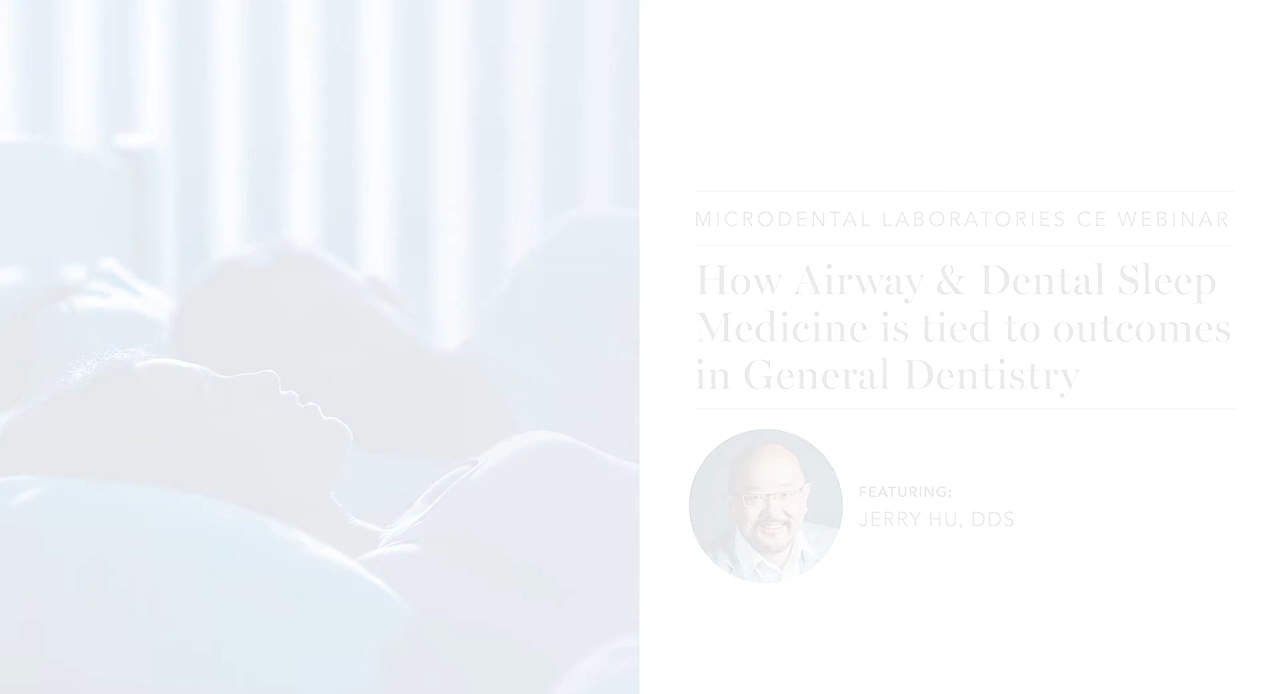 MICRODENTAL LABORATORIES CE WEBINAR
How Airway & Dental Sleep
Medicine is tied to outcomes
in General Dentistry
FEATURING:
JERRY HU, DDS